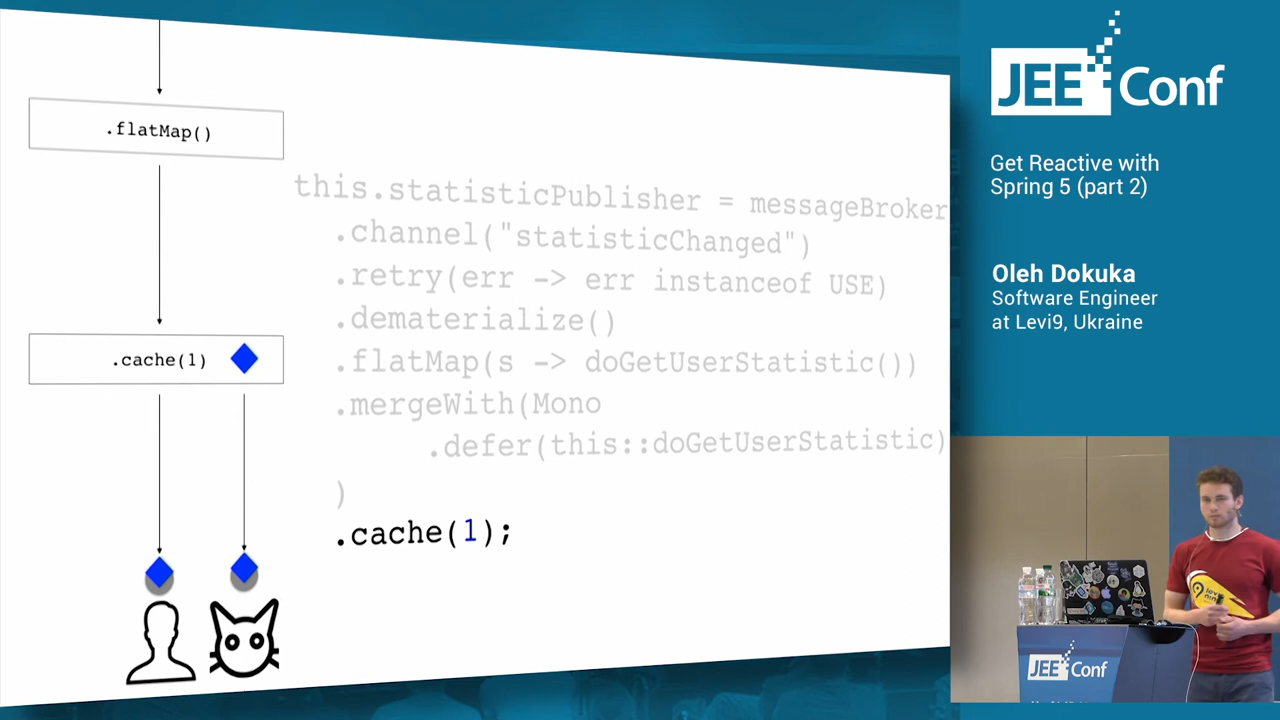 .flatMap()
.cache(1)
this.statisticPublisher = messageBroker
.channel("statisticChanged")
.retry(err -> err instanceof USE)
.dematerialize()
.flatMap(s -> doGetUserStatistic())
.mergeWith(Mono
.defer(this::doGetUserStatistic)
)
.cache(1);
JEE Conf
Get Reactive with
Spring 5 (part 2)
Oleh Dokuka
Software Engineer
at Levi9, Ukraine
JEE Conf